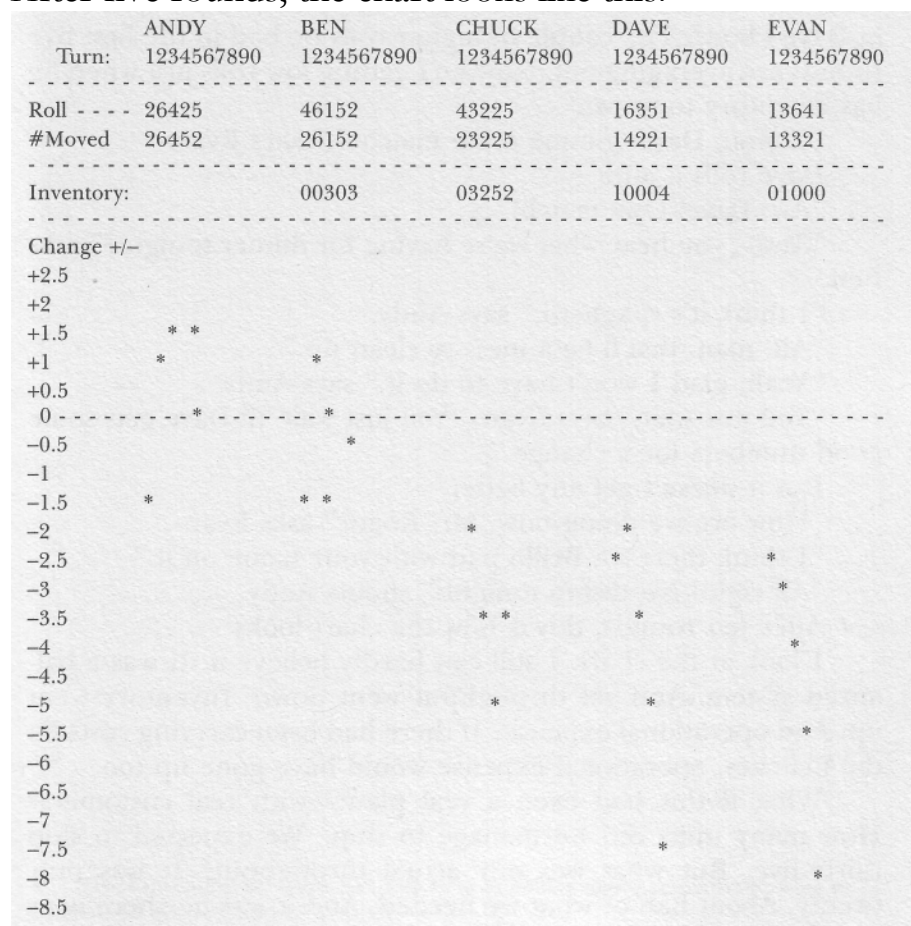 After five rounds, the chart looks like this:
ANDY BEN CHUCK DAVE EVAN
Turn: 1234567890 1234567890 1234567890 1234567890 1234567890
Roll - - - - 26425 46152 43225 16351 13641
#Moved 26452 26152 23225 14222 13321
Inventory: 00303 03252 10004 01000
Change +/–
+2.5
+2
+1.5 * *
+1 * *
+0.5
0 * *
–0.5 *
–1
–1.5 * * *
–2 * *
–2.5 * *
–3 *
–3.5 * * *
–4 *
–4.5
–5 * *
–5.5 *
–6
–6.5
–7
–7.5 *
–8 *
–8.5